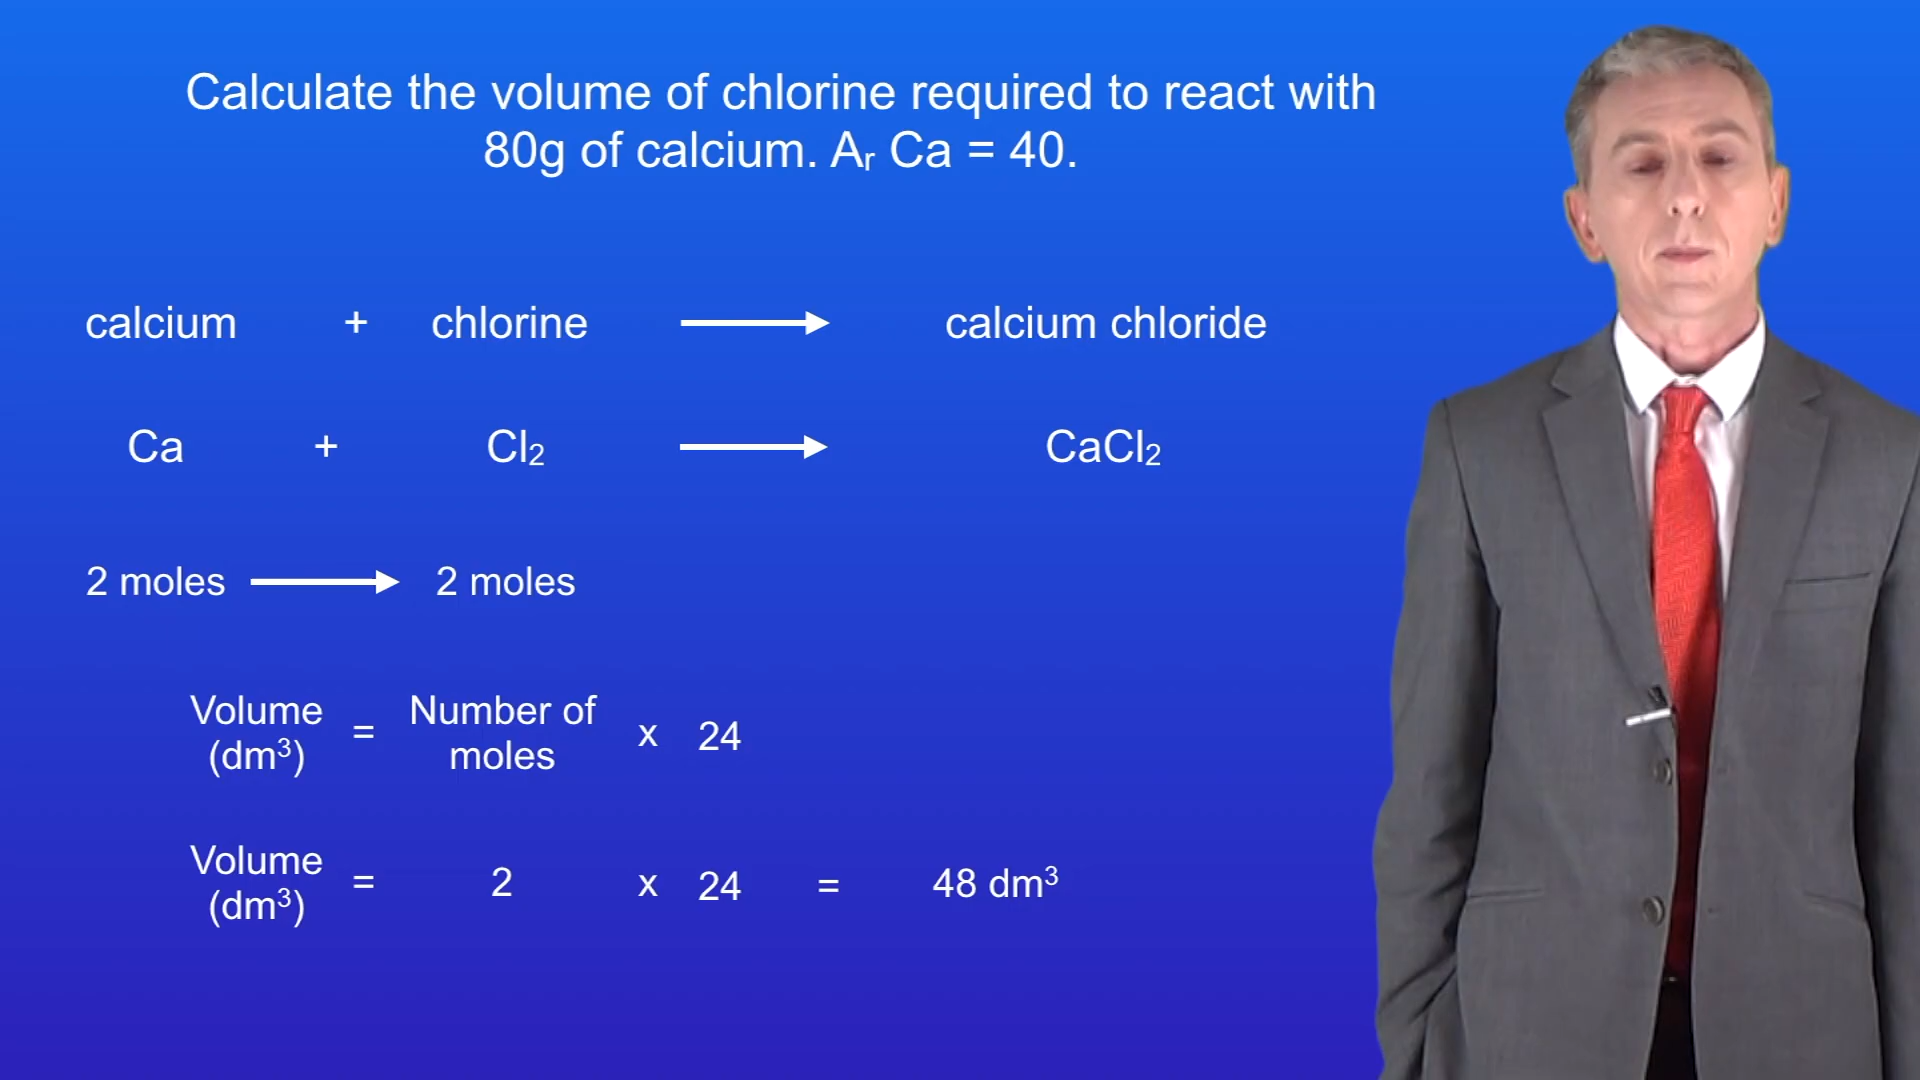 Calculate the volume of chlorine required to react with
80g of calcium. Aᵣ Ca = 40.
calcium + chlorine ⟶ calcium chloride
Ca + Cl₂ ⟶ CaCl₂
2 moles ⟶ 2 moles
Volume (dm³) = Number of moles x 24
Volume (dm³) = 2 x 24 = 48 dm³